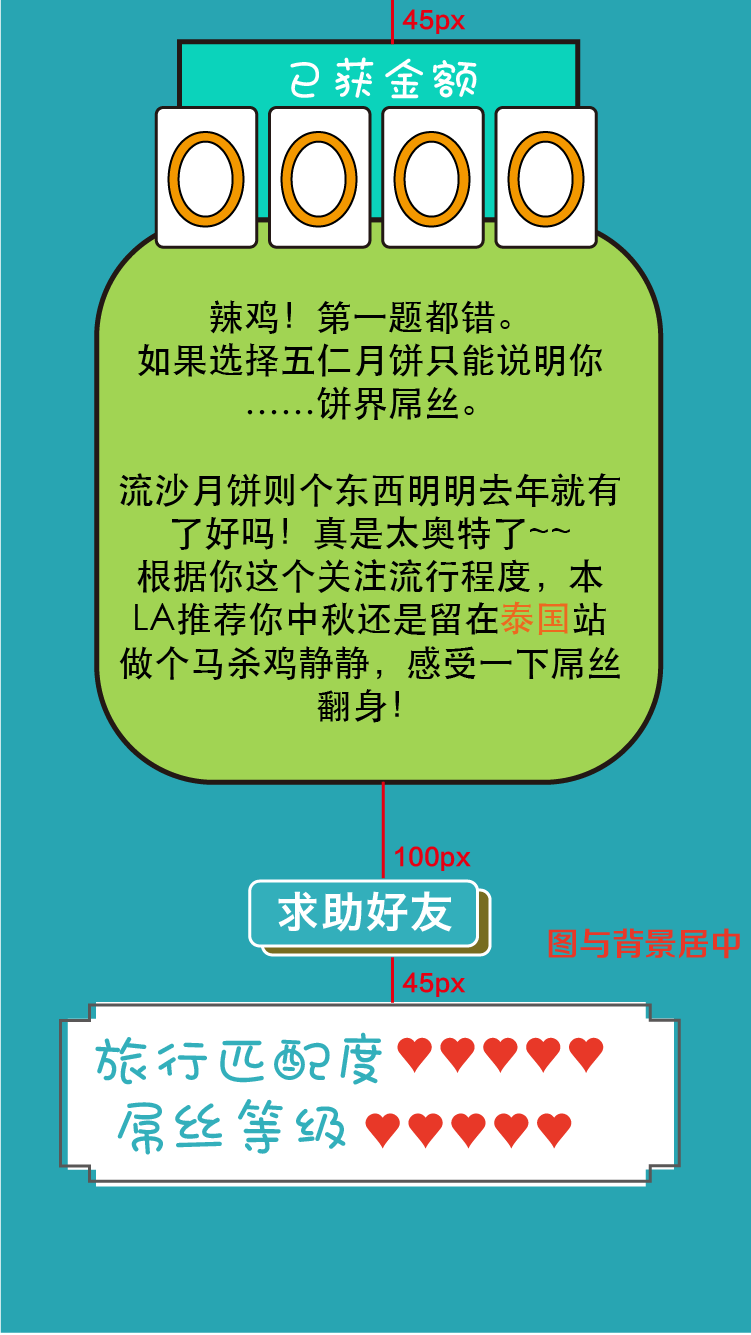 45px
已获金额
0000
辣鸡！第一题都错。
如果选择五仁月饼只能说明你
......饼界屌丝。
流沙月饼则个东西明明去年就有
了好吗！真是太奥特了~~
根据你这个关注流行程度，本
LA推荐你中秋还是留在泰国站
做个马杀鸡静静，感受一下屌丝
翻身！
100px
求助好友
图与背景居中
45px
旅行匹配度♥♥♥♥♥
屌丝等级♥♥♥♥♥